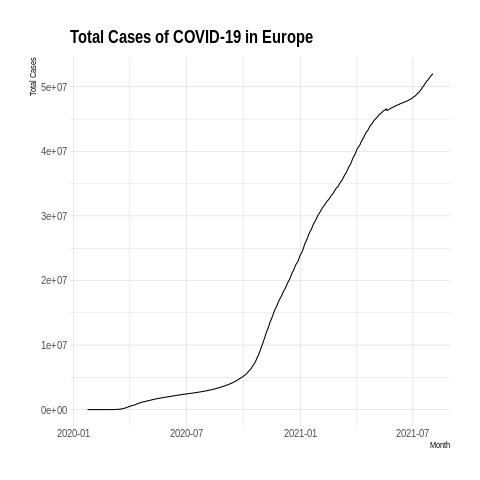 Total Cases of COVID-19 in Europe
Total Cases
5e+07
4e+07
3e+07
2e+07
1e+07
0e+00
2020-01 2020-07 2021-01 2021-07
Month